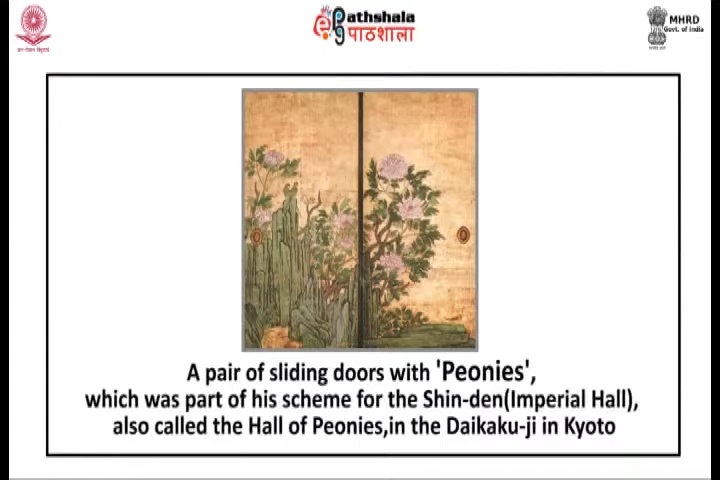 Pathshala
पाठशाला
MHRD
Govt. of India
A pair of sliding doors with 'Peonies',
which was part of his scheme for the Shin-den(Imperial Hall),
also called the Hall of Peonies,in the Daikaku-ji in Kyoto